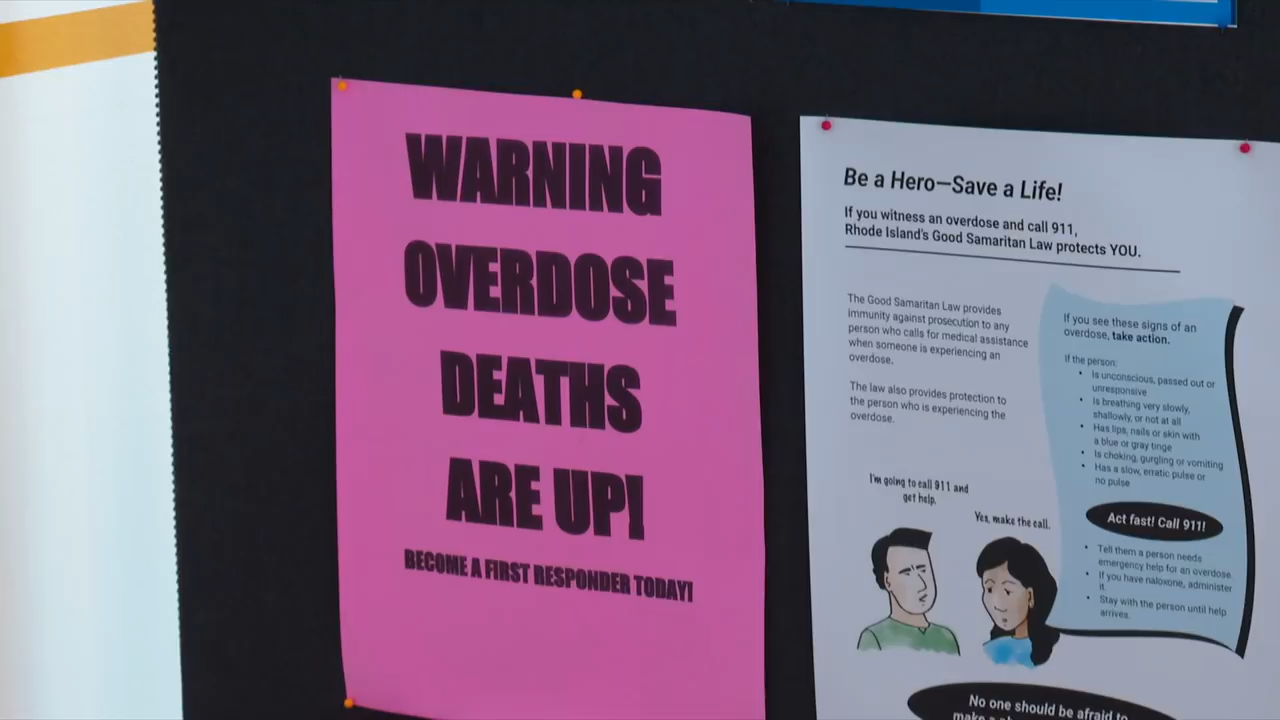 WARNING
OVERDOSE
DEATHS
ARE UP!
BECOME A FIRST RESPONDER TODAY!
Be a Hero—Save a Life!
If you witness an overdose and call 911,
Rhode Island's Good Samaritan Law protects YOU.
The Good Samaritan Law provides
immunity against prosecution to any
person who calls for medical assistance
when someone is experiencing an
overdose.
The law also provides protection to
the person who is experiencing the
overdose.
I'm going to call 911 and
get help.
Yes, make the call.
If you see these signs of an
overdose, take action.
If the person:
• Is unconscious, passed out or
unresponsive
• Is breathing very slowly,
shallowly, or not at all
• Has lips, nails or skin with
a blue or gray tinge
• Is choking, gurgling or vomiting
• Has a slow, erratic pulse or
no pulse
Act fast! Call 911!
• Tell them a person needs
emergency help for an overdose.
• If you have naloxone, administer
it.
• Stay with the person until help
arrives.
No one should be afraid to
make a